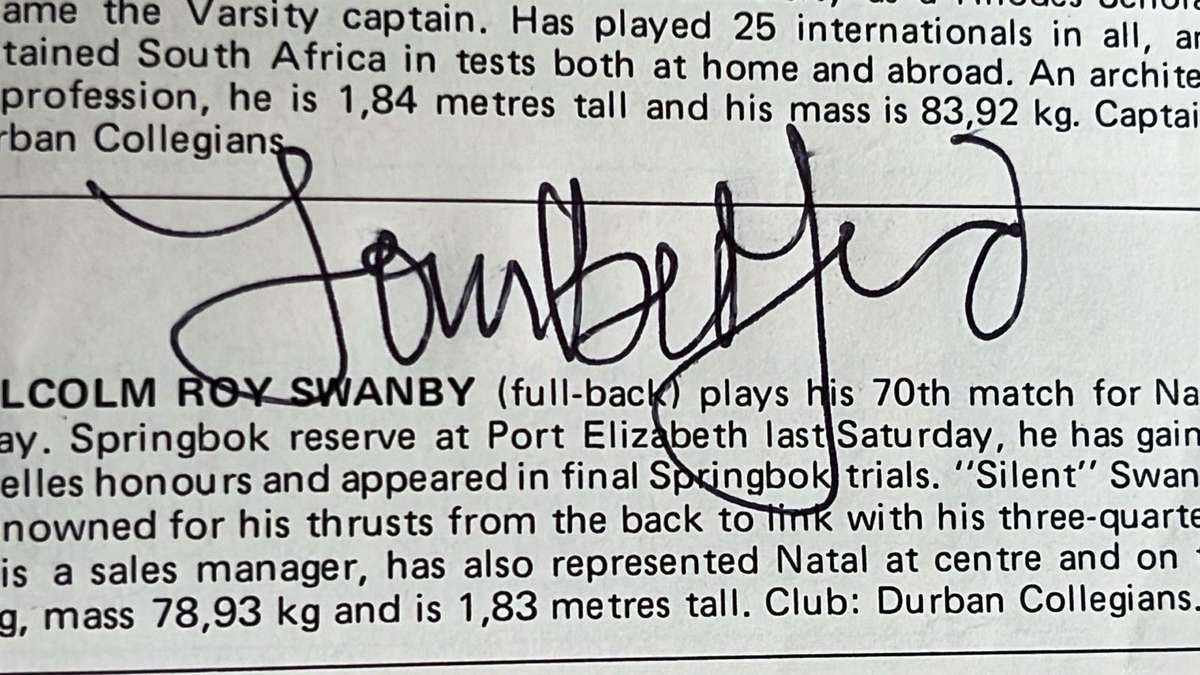 ame the Varsity captain. Has played 25 internationals in all, ar
tained South Africa in tests both at home and abroad. An archite
profession, he is 1,84 metres tall and his mass is 83,92 kg. Captai
rban Collegians.
LCOLM ROY SWANBY (full-back) plays his 70th match for Na
ay. Springbok reserve at Port Elizabeth last Saturday, he has gain
elles honours and appeared in final Springbok trials. "Silent" Swan
nowned for his thrusts from the back to link with his three-quarte
is a sales manager, has also represented Natal at centre and on
g, mass 78,93 kg and is 1,83 metres tall. Club: Durban Collegians.